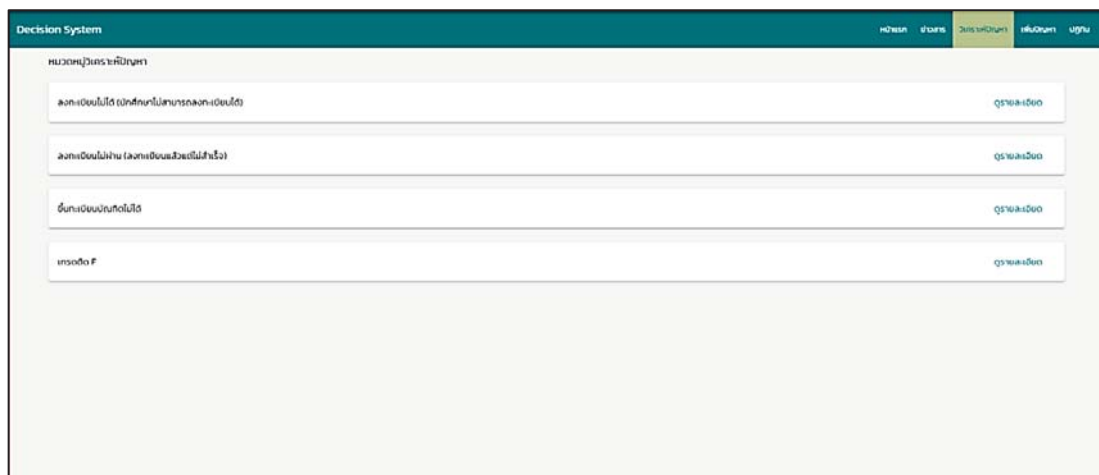 Decision System
หน้าแรก ข่าวสาร วิเคราะห์ปัญหา เพิ่มปัญหา ปฏิทิน
หมวดหมู่วิเคราะห์ปัญหา
ลงทะเบียนไม่ได้ (นักศึกษาไม่สามารถลงทะเบียนได้) ดูรายละเอียด
ลงทะเบียนไม่ผ่าน (ลงทะเบียนแล้วแต่ไม่สำเร็จ) ดูรายละเอียด
ขึ้นทะเบียนบัณฑิตไม่ได้ ดูรายละเอียด
เกรดติด F ดูรายละเอียด